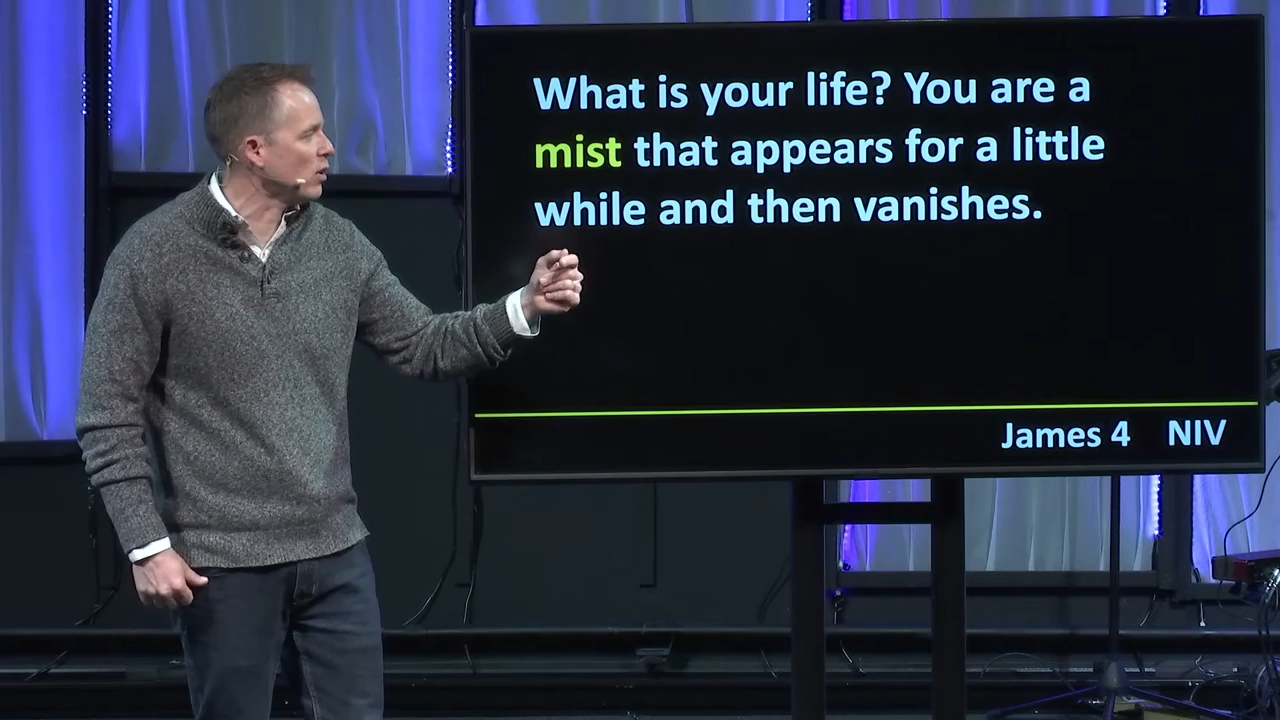 What is your life? You are a
mist that appears for a little
while and then vanishes.
James 4 NIV